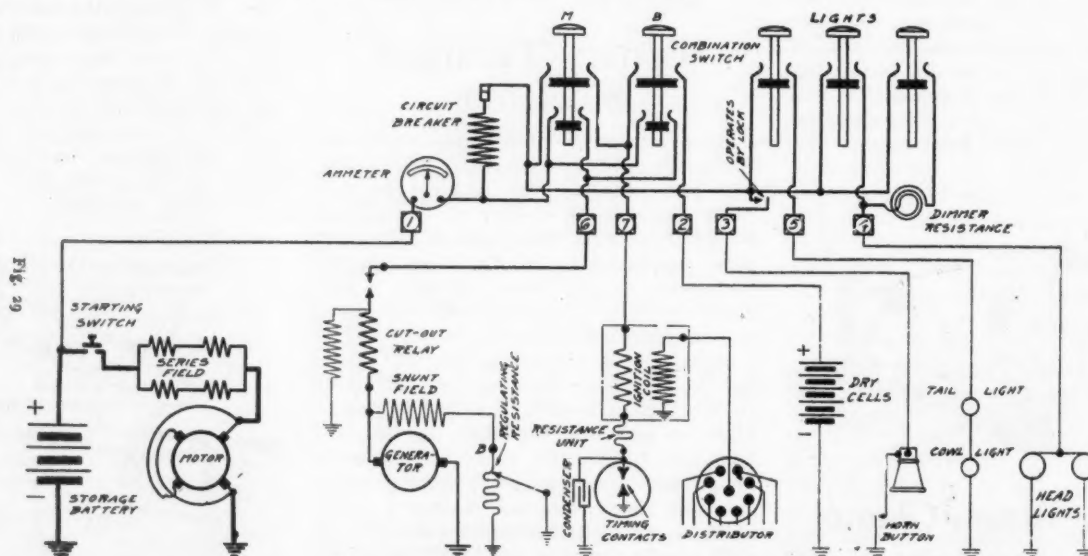 M
B
LIGHTS
COMBINATION
SWITCH
CIRCUIT
BREAKER
OPERATES
BY LOCK
AMMETER
1
6
7
2
3
5
4
DIMMER
RESISTANCE
Fig. 29
STARTING
SWITCH
SERIES
FIELD
CUT-OUT
RELAY
SHUNT
FIELD
REGULATING
RESISTANCE
IGNITION
COIL
+
DRY
CELLS
-
TAIL LIGHT
+
MOTOR
GENERA-
TOR
B
RESISTANCE
UNIT
COWL LIGHT
-
STORAGE
BATTERY
CONDENSER
TIMING
CONTACTS
DISTRIBUTOR
HORN
BUTTON
HEAD
LIGHTS